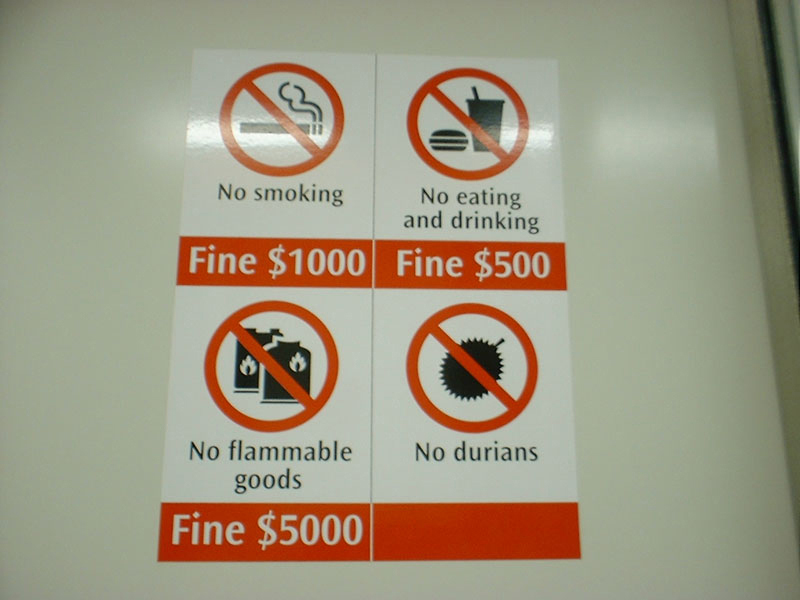 No smoking
Fine $1000
No eating
and drinking
Fine $500
No flammable
goods
Fine $5000
No durians